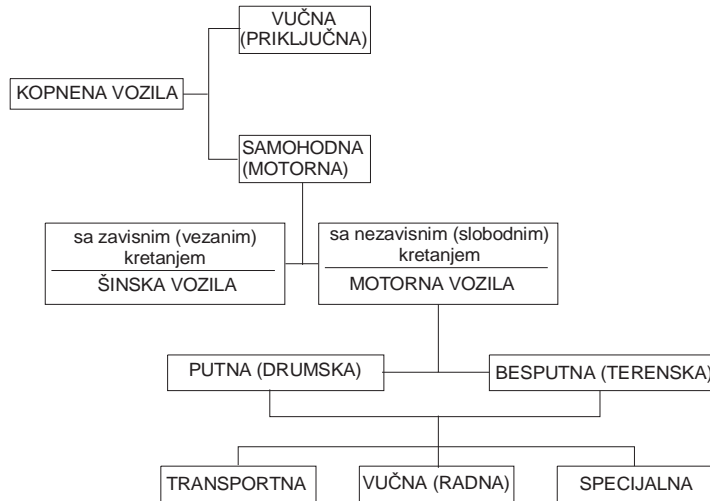 VUČNA
(PRIKLJUČNA)
KOPNENA VOZILA
SAMOHODNA
(MOTORNA)
sa zavisnim (vezanim)
kretanjem
ŠINSKA VOZILA
sa nezavisnim (slobodnim)
kretanjem
MOTORNA VOZILA
PUTNA (DRUMSKA)
BESPUTNA (TERENSKA)
TRANSPORTNA
VUČNA (RADNA)
SPECIJALNA